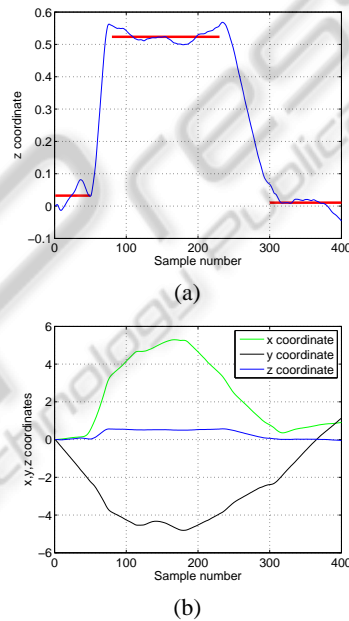 0.6
0.5
0.4
0.3
0.2
0.1
0
−0.1
z coordinate
0 100 200 300 400
Sample number
(a)
6
4
2
0
−2
−4
−6
x,y,z coordinates
x coordinate
y coordinate
z coordinate
0 100 200 300 400
Sample number
(b)